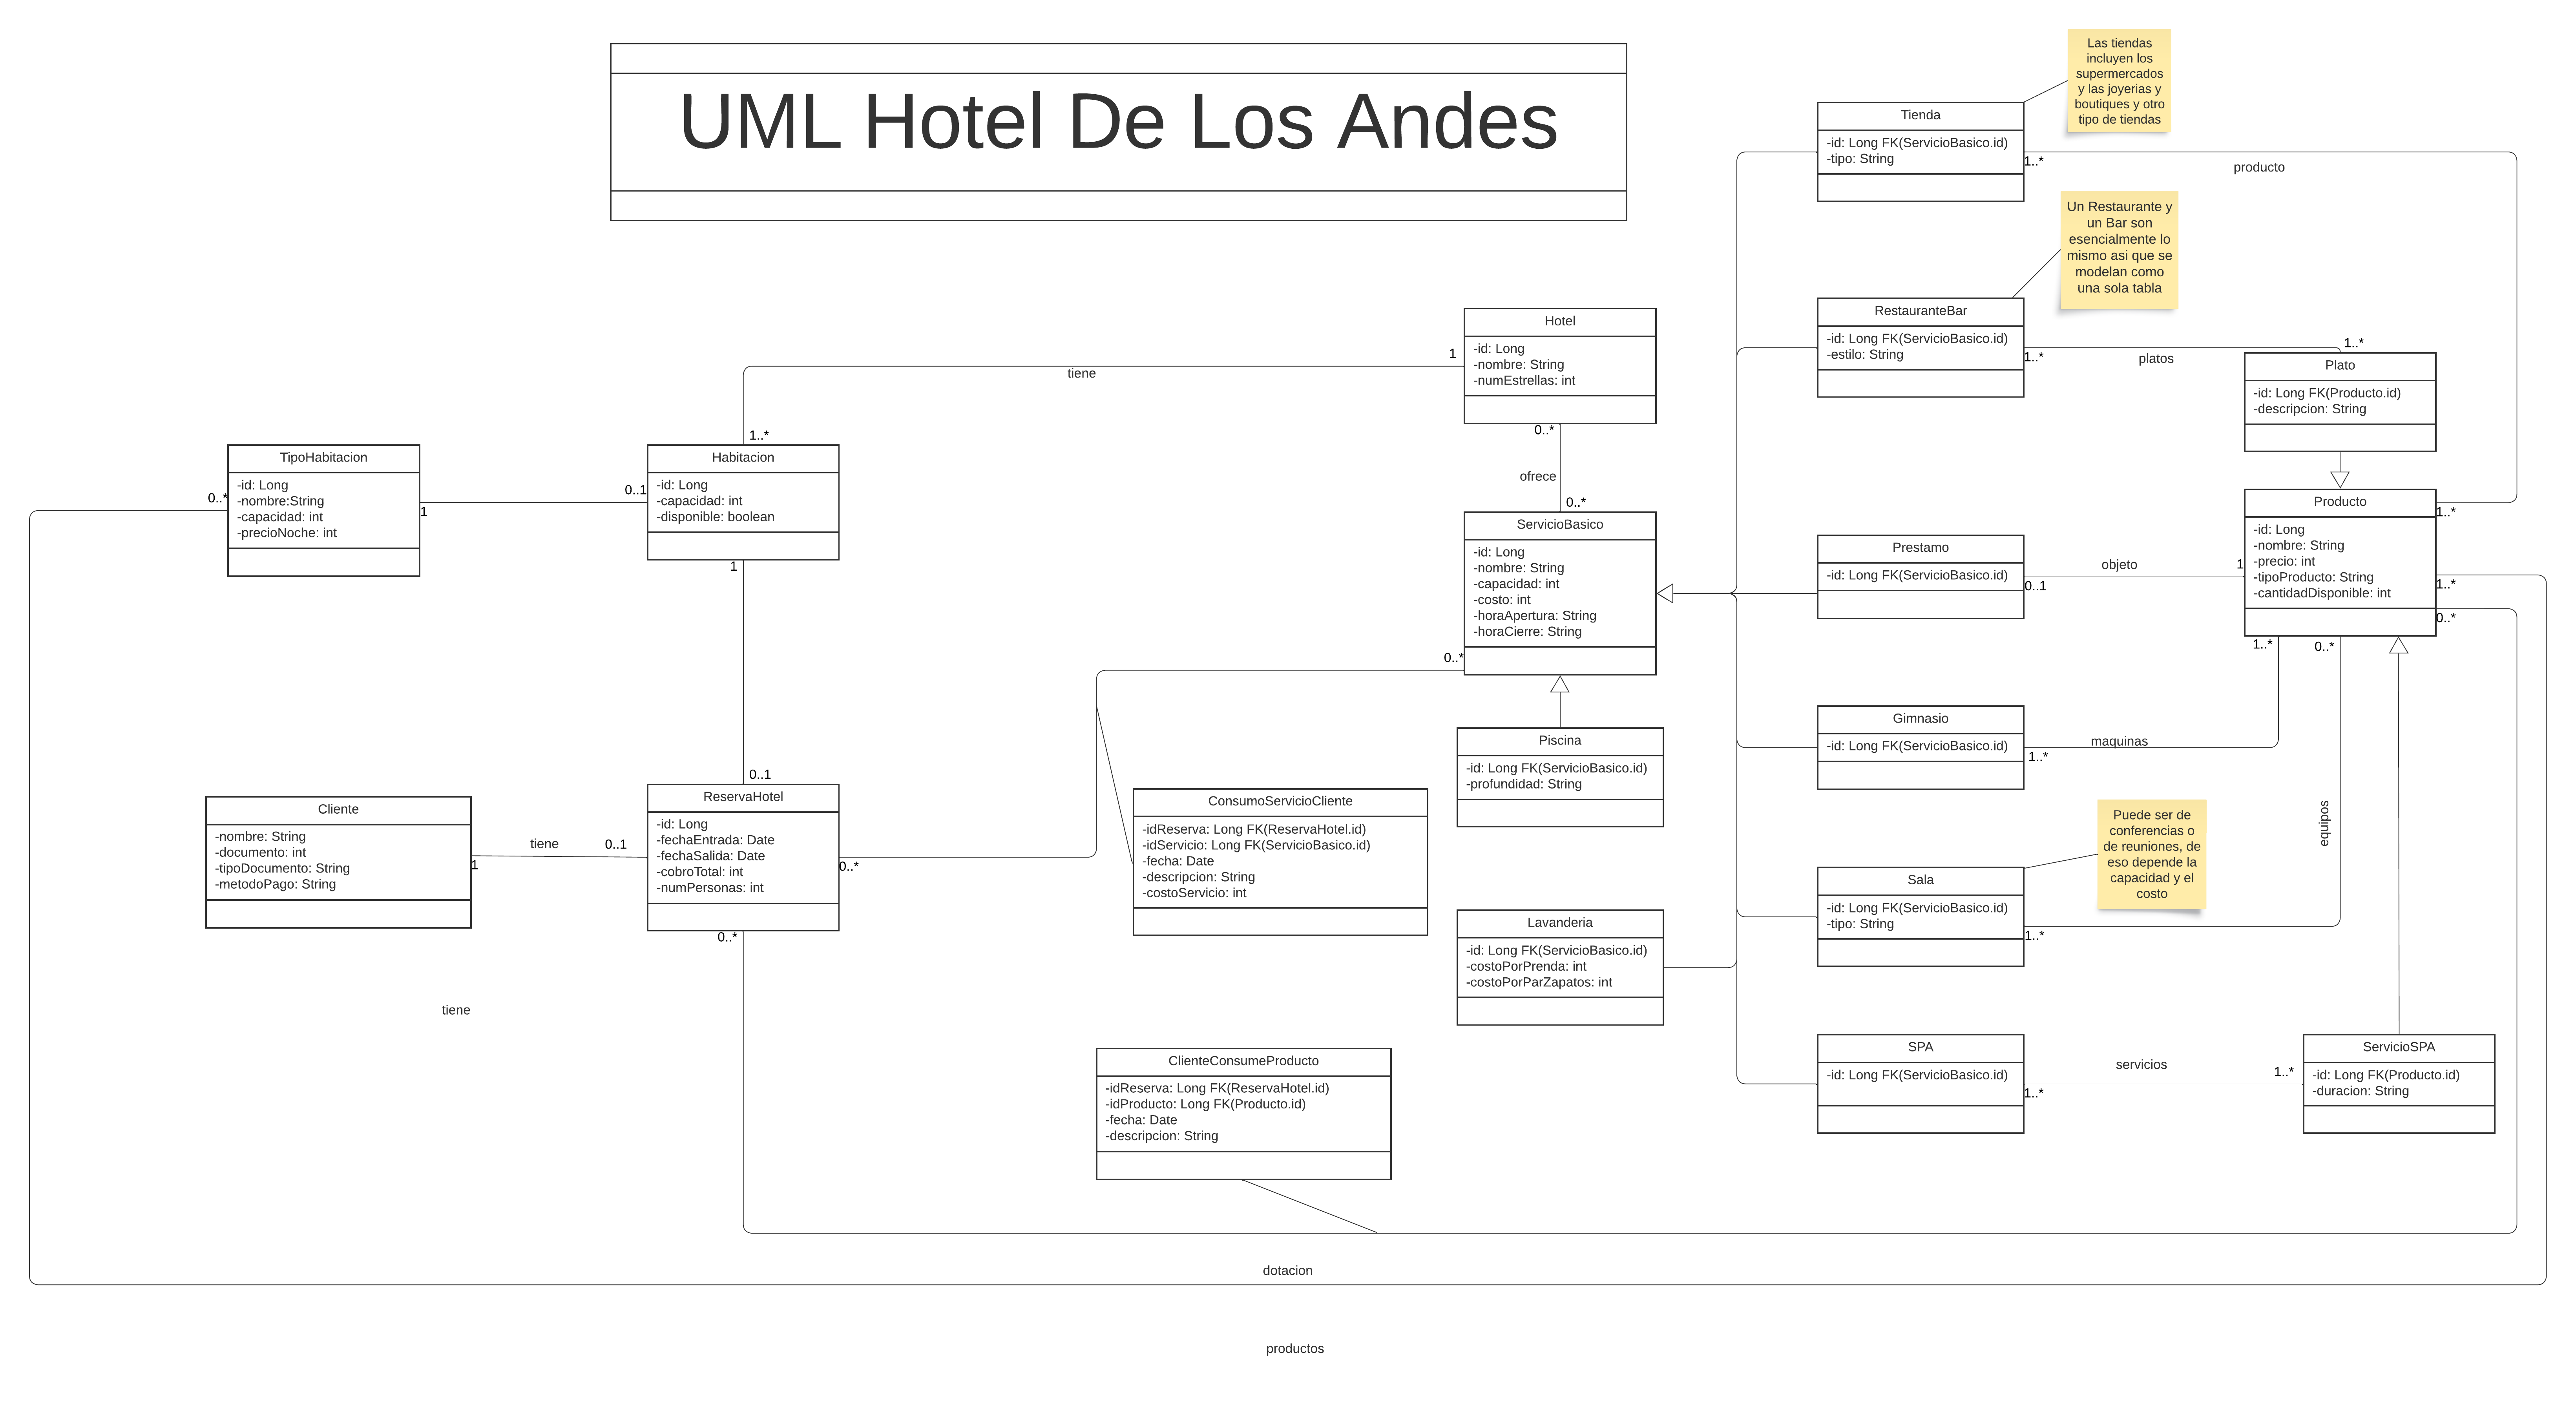 UML Hotel De Los Andes
Las tiendas
incluyen los
supermercados
y las joyerias y
boutiques y otro
tipo de tiendas
Tienda
-id: Long FK(ServicioBasico.id)
-tipo: String
1..*
producto
Un Restaurante y
un Bar son
esencialmente lo
mismo asi que se
modelan como
una sola tabla
RestauranteBar
-id: Long FK(ServicioBasico.id)
-estilo: String
1..*
platos
1..*
Plato
-id: Long FK(Producto.id)
-descripcion: String
Hotel
-id: Long
-nombre: String
-numEstrellas: int
1
tiene
1..*
0..*
ofrece
0..*
TipoHabitacion
-id: Long
-nombre:String
-capacidad: int
-precioNoche: int
0..*
1
0..1
Habitacion
-id: Long
-capacidad: int
-disponible: boolean
1
0..1
ServicioBasico
-id: Long
-nombre: String
-capacidad: int
-costo: int
-horaApertura: String
-horaCierre: String
0..*
Prestamo
-id: Long FK(ServicioBasico.id)
0..1
objeto
1
Producto
-id: Long
-nombre: String
-precio: int
-tipoProducto: String
-cantidadDisponible: int
1..*
1..*
0..*
1..*
0..*
Piscina
-id: Long FK(ServicioBasico.id)
-profundidad: String
Gimnasio
-id: Long FK(ServicioBasico.id)
1..*
maquinas
Cliente
-nombre: String
-documento: int
-tipoDocumento: String
-metodoPago: String
1
tiene
0..1
ReservaHotel
-id: Long
-fechaEntrada: Date
-fechaSalida: Date
-cobroTotal: int
-numPersonas: int
0..*
0..*
ConsumoServicioCliente
-idReserva: Long FK(ReservaHotel.id)
-idServicio: Long FK(ServicioBasico.id)
-fecha: Date
-descripcion: String
-costoServicio: int
Puede ser de
conferencias o
de reuniones, de
eso depende la
capacidad y el
costo
equipos
Sala
-id: Long FK(ServicioBasico.id)
-tipo: String
1..*
Lavanderia
-id: Long FK(ServicioBasico.id)
-costoPorPrenda: int
-costoPorParZapatos: int
tiene
ClienteConsumeProducto
-idReserva: Long FK(ReservaHotel.id)
-idProducto: Long FK(Producto.id)
-fecha: Date
-descripcion: String
SPA
-id: Long FK(ServicioBasico.id)
1..*
servicios
1..*
ServicioSPA
-id: Long FK(Producto.id)
-duracion: String
dotacion
productos